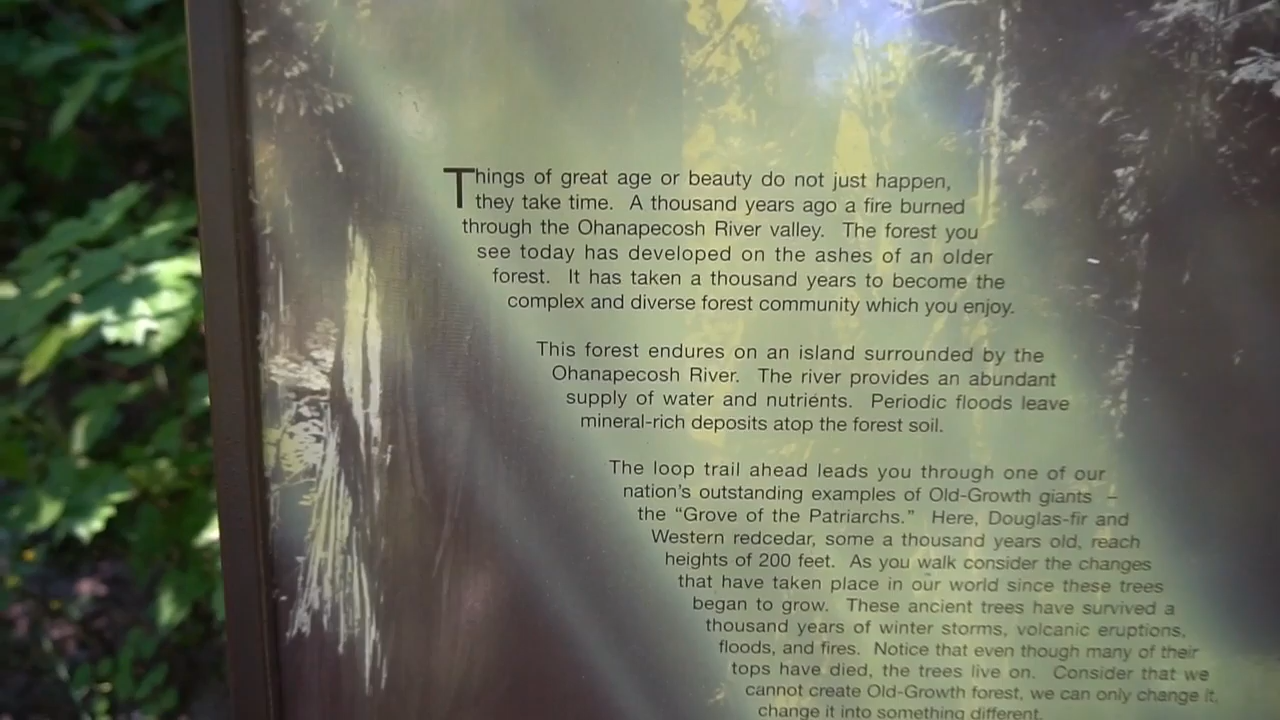 Things of great age or beauty do not just happen,
they take time. A thousand years ago a fire burned
through the Ohanapecosh River valley. The forest you
see today has developed on the ashes of an older
forest. It has taken a thousand years to become the
complex and diverse forest community which you enjoy.
This forest endures on an island surrounded by the
Ohanapecosh River. The river provides an abundant
supply of water and nutrients. Periodic floods leave
mineral-rich deposits atop the forest soil.
The loop trail ahead leads you through one of our
nation's outstanding examples of Old-Growth giants –
the “Grove of the Patriarchs.” Here, Douglas-fir and
Western redcedar, some a thousand years old, reach
heights of 200 feet. As you walk consider the changes
that have taken place in our world since these trees
began to grow. These ancient trees have survived a
thousand years of winter storms, volcanic eruptions,
floods, and fires. Notice that even though many of their
tops have died, the trees live on. Consider that we
cannot create Old-Growth forest, we can only change it,
change it into something different.